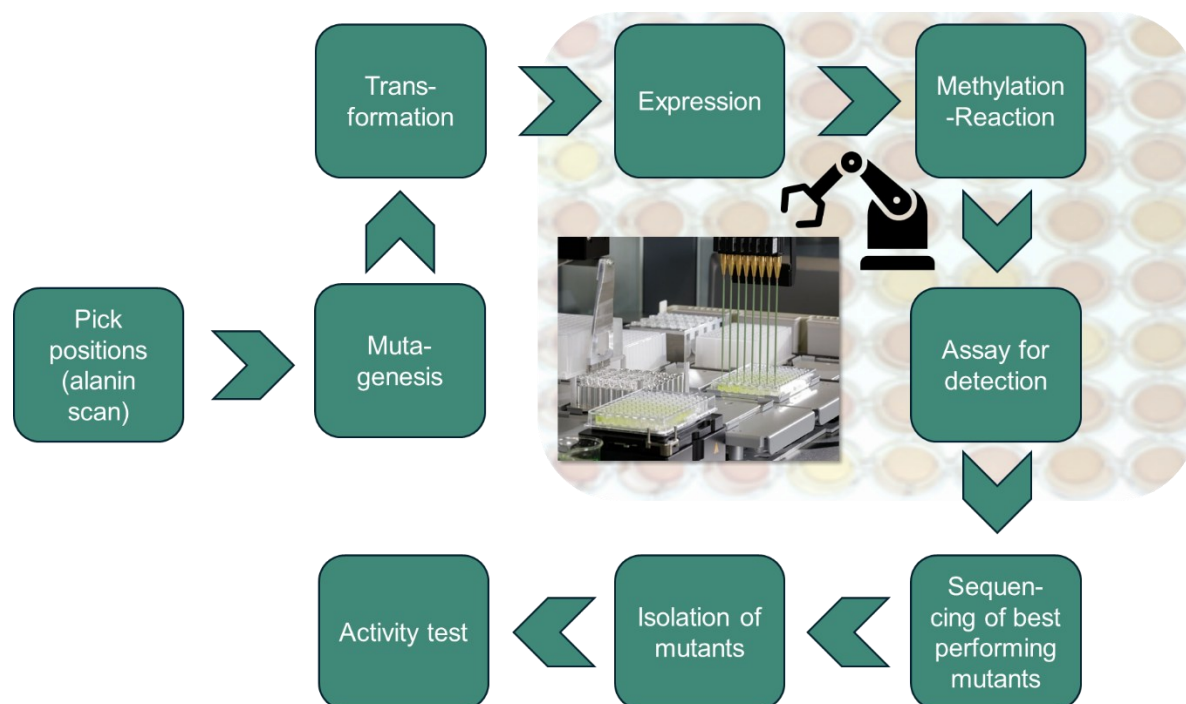 Pick
positions
(alanin
scan)
Muta-
genesis
Trans-
formation
Expression
Methylation
-Reaction
Assay for
detection
Sequen-
cing of best
performing
mutants
Isolation of
mutants
Activity test